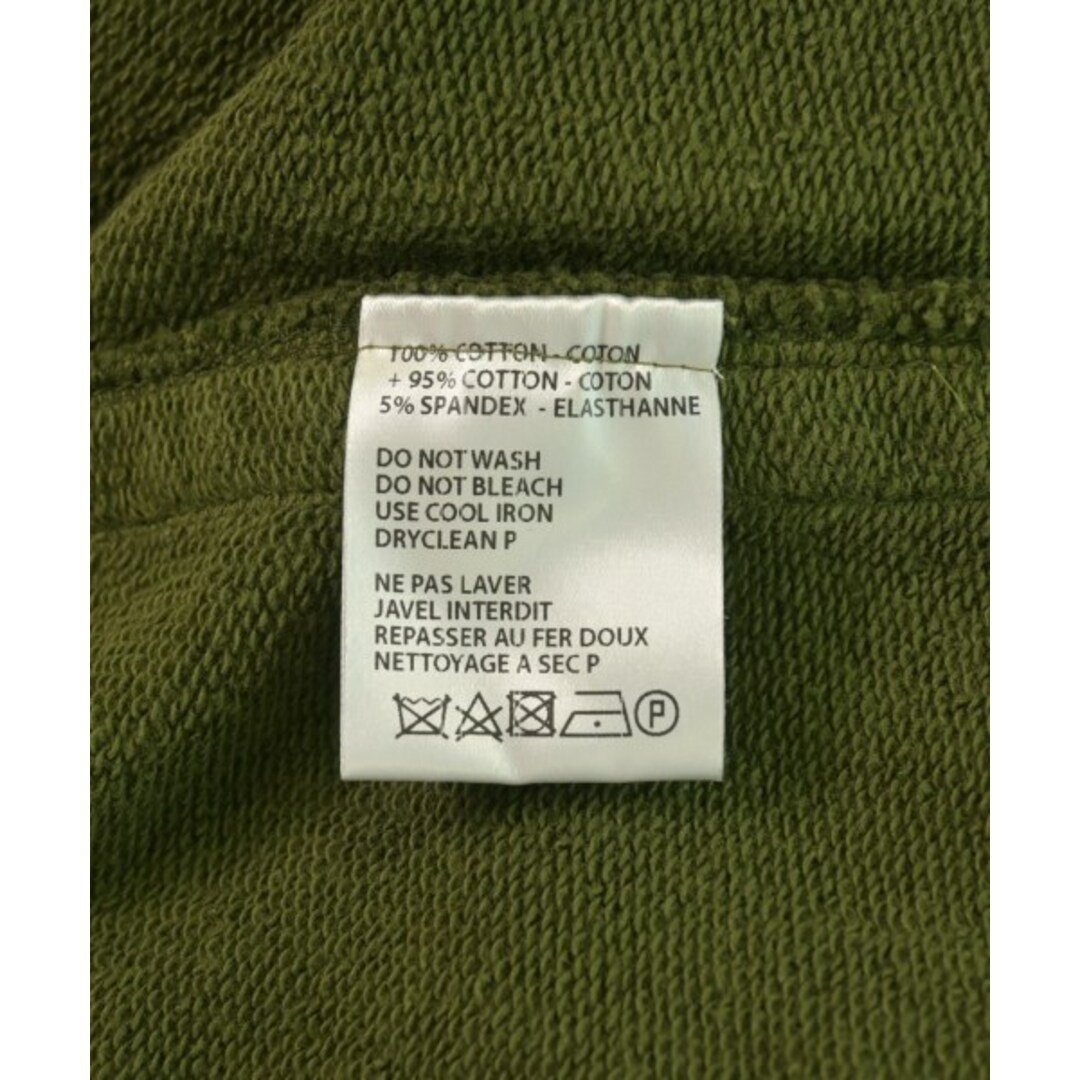 100% COTTON - COTON
+ 95% COTTON - COTON
5% SPANDEX - ELASTHANNE
DO NOT WASH
DO NOT BLEACH
USE COOL IRON
DRYCLEAN P
NE PAS LAVER
JAVEL INTERDIT
REPASSER AU FER DOUX
NETTOYAGE A SEC P
P